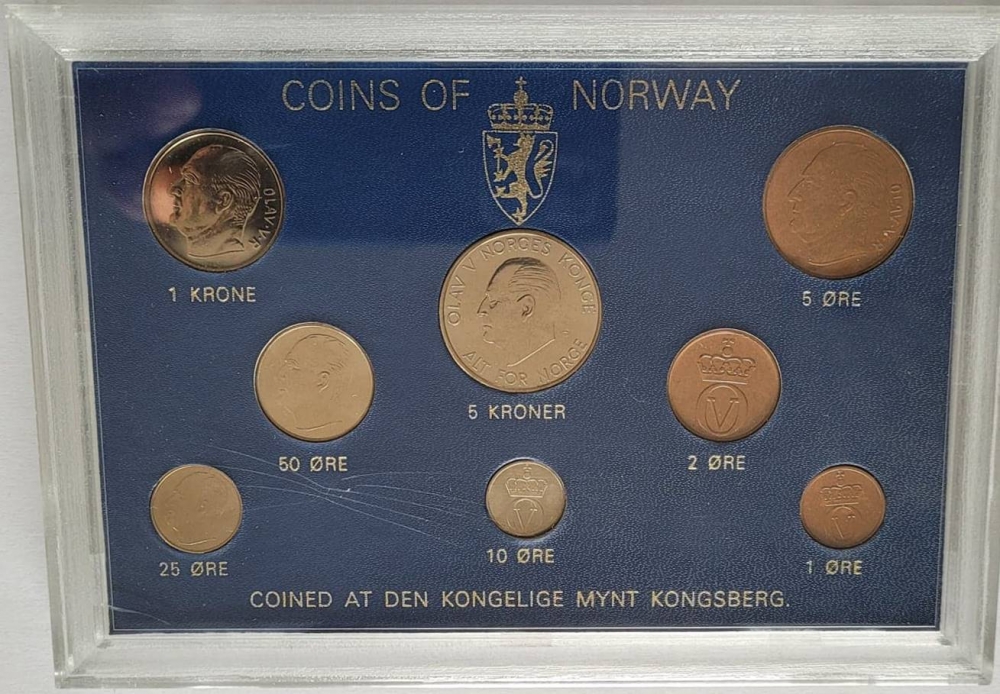 COINS OF NORWAY
OLAV·V·R
1 KRONE
OLAV·V·R
5 ØRE
OLAV V NORGES KONGE
ALT FOR NORGE
5 KRONER
50 ØRE
V
2 ØRE
25 ØRE
V
10 ØRE
V
1 ØRE
COINED AT DEN KONGELIGE MYNT KONGSBERG.